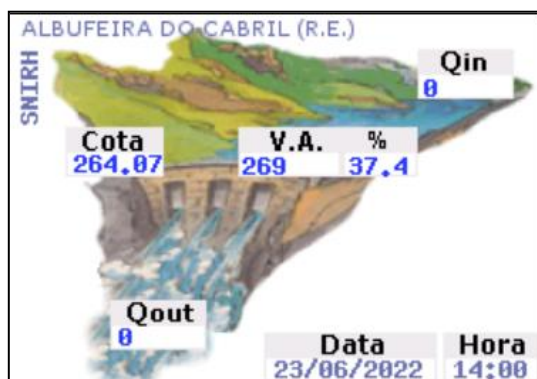 ALBUFEIRA DO CABRIL (R.E.)
SNIRH
Qin
0
Cota V.A. %
264.07 269 37.4
Qout
0
Data Hora
23/06/2022 14:00